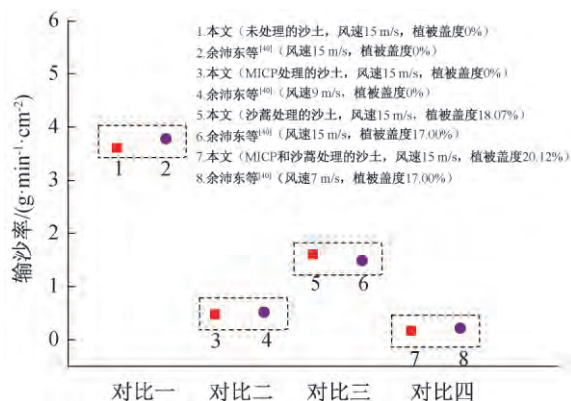 6
5
4
3
2
1
0
输沙率/(g·min⁻¹·cm⁻²)
1.本文（未处理的沙土，风速15 m/s，植被盖度0%）
2.余沛东等[40]（风速15 m/s，植被盖度0%）
3.本文（MICP处理的沙土，风速15 m/s，植被盖度0%）
4.余沛东等[40]（风速9 m/s，植被盖度0%）
5.本文（沙蒿处理的沙土，风速15 m/s，植被盖度18.07%）
6.余沛东等[40]（风速15 m/s，植被盖度17.00%）
7.本文（MICP和沙蒿处理的沙土，风速15 m/s，植被盖度20.12%）
8.余沛东等[40]（风速7 m/s，植被盖度17.00%）
1 2
3 4
5 6
7 8
对比一 对比二 对比三 对比四